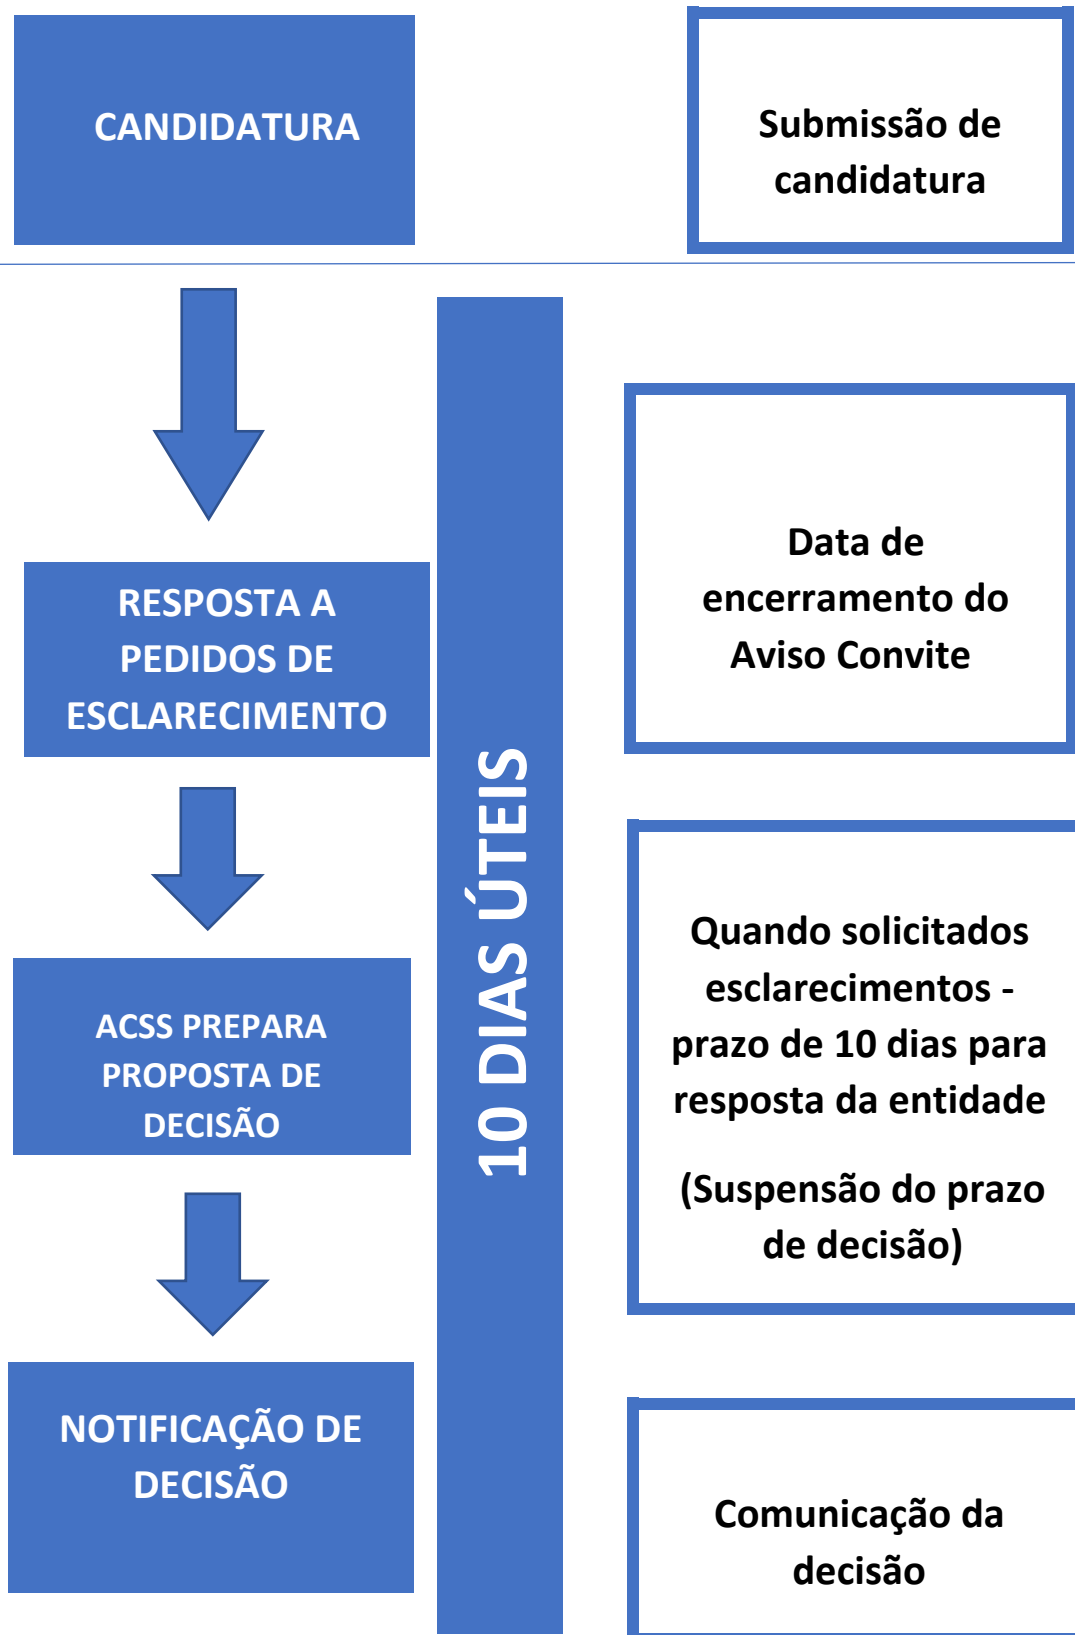 CANDIDATURA
Submissão de
candidatura
Data de
encerramento do
Aviso Convite
RESPOSTA A
PEDIDOS DE
ESCLARECIMENTO
10 DIAS ÚTEIS
Quando solicitados
esclarecimentos -
prazo de 10 dias para
resposta da entidade
(Suspensão do prazo
de decisão)
ACSS PREPARA
PROPOSTA DE
DECISÃO
NOTIFICAÇÃO DE
DECISÃO
Comunicação da
decisão